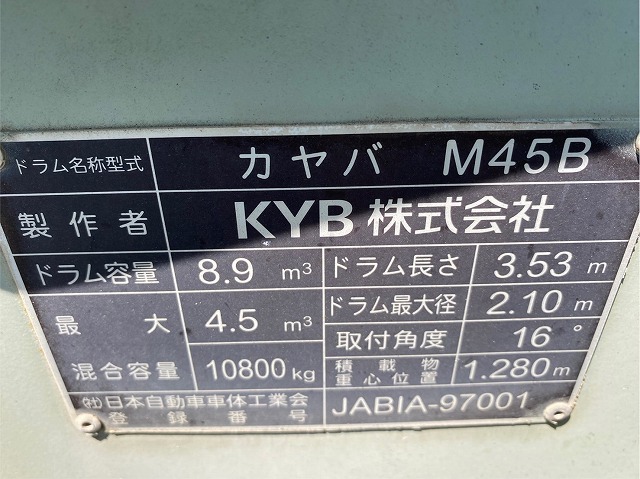 ドラム名称型式 カヤバ M45B
製作者 KYB株式会社
ドラム容量 8.9 m³ ドラム長さ 3.53 m
最大 4.5 m³ ドラム最大径 2.10 m
混合容量 10800kg 取付角度 16°
積載物重心位置 1.280m
㈳日本自動車車体工業会
登録番号 JABIA-97001